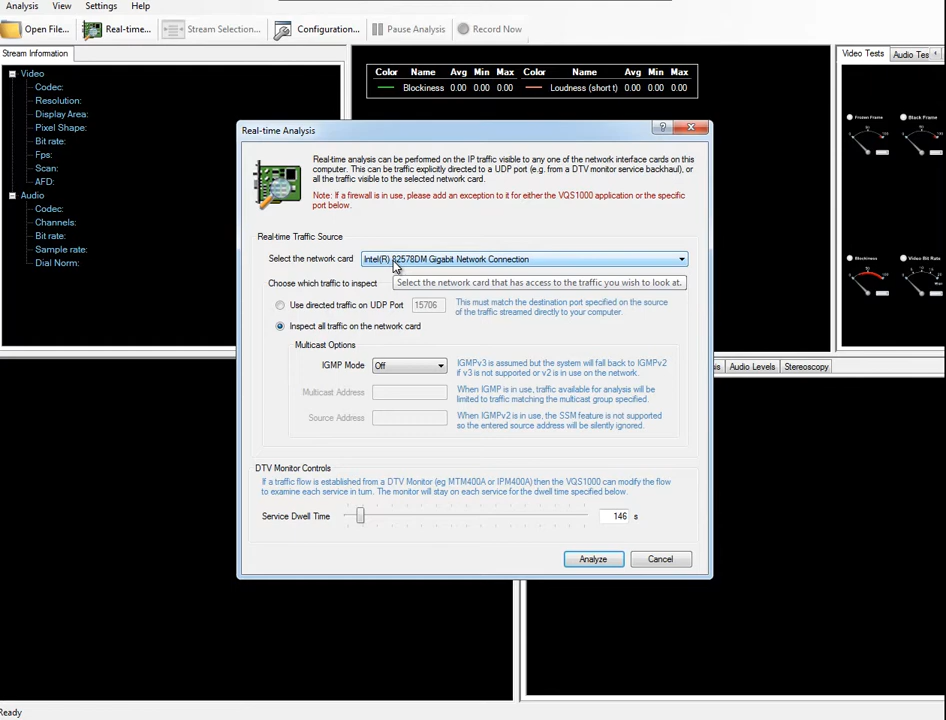 Analysis View Settings Help
Open File... Real-time... Stream Selection... Configuration... Pause Analysis Record Now
Stream Information
Video
Codec:
Resolution:
Display Area:
Pixel Shape:
Bit rate:
Fps:
Scan:
AFD:
Audio
Codec:
Channels:
Bit rate:
Sample rate:
Dial Norm:
Color Name Avg Min Max Color Name Avg Min Max
Blockiness 0.00 0.00 0.00 Loudness (short t) 0.00 0.00 0.00
Video Tests Audio Tes
Frozen Frame Black Frame
Blockiness Video Bit Rate
Real-time Analysis
Real-time analysis can be perfomed on the IP traffic visible to any one of the network interface cards on this
computer. This can be traffic explicitly directed to a UDP port (e.g. from a DTV monitor service backhaul), or
all the traffic visible to the selected network card.
Note: If a firewall is in use, please add an exception to it for either the VQS1000 application or the specific
port below.
Real-time Traffic Source
Select the network card Intel(R) 82578DM Gigabit Network Connection
Choose which traffic to inspect
Select the network card that has access to the traffic you wish to look at.
Use directed traffic on UDP Port 15706
This must match the destination port specified on the source
of the traffic streamed directly to your computer.
Inspect all traffic on the network card
Multicast Options
IGMP Mode Off
IGMPv3 is assumed but the system will fall back to IGMPv2
if v3 is not supported or v2 is in use on the network.
Multicast Address
When IGMP is in use, traffic available for analysis will be
limited to traffic matching the multicast group specified.
Source Address
When IGMPv2 is in use, the SSM feature is not supported
so the entered source address will be silently ignored.
DTV Monitor Controls
If a traffic flow is established from a DTV Monitor (eg MTM400A or IPM400A) then the VQS1000 can modify the flow
to examine each service in turn. The monitor will stay on each service for the dwell time specified below.
Service Dwell Time 146 s
Analyze Cancel
sis Audio Levels Stereoscopy
Ready